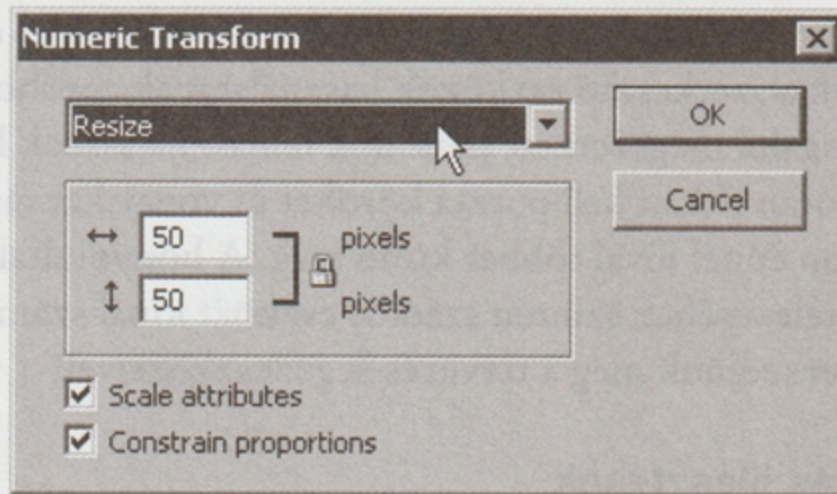 Numeric Transform
Resize
OK
Cancel
50 pixels
50 pixels
Scale attributes
Constrain proportions